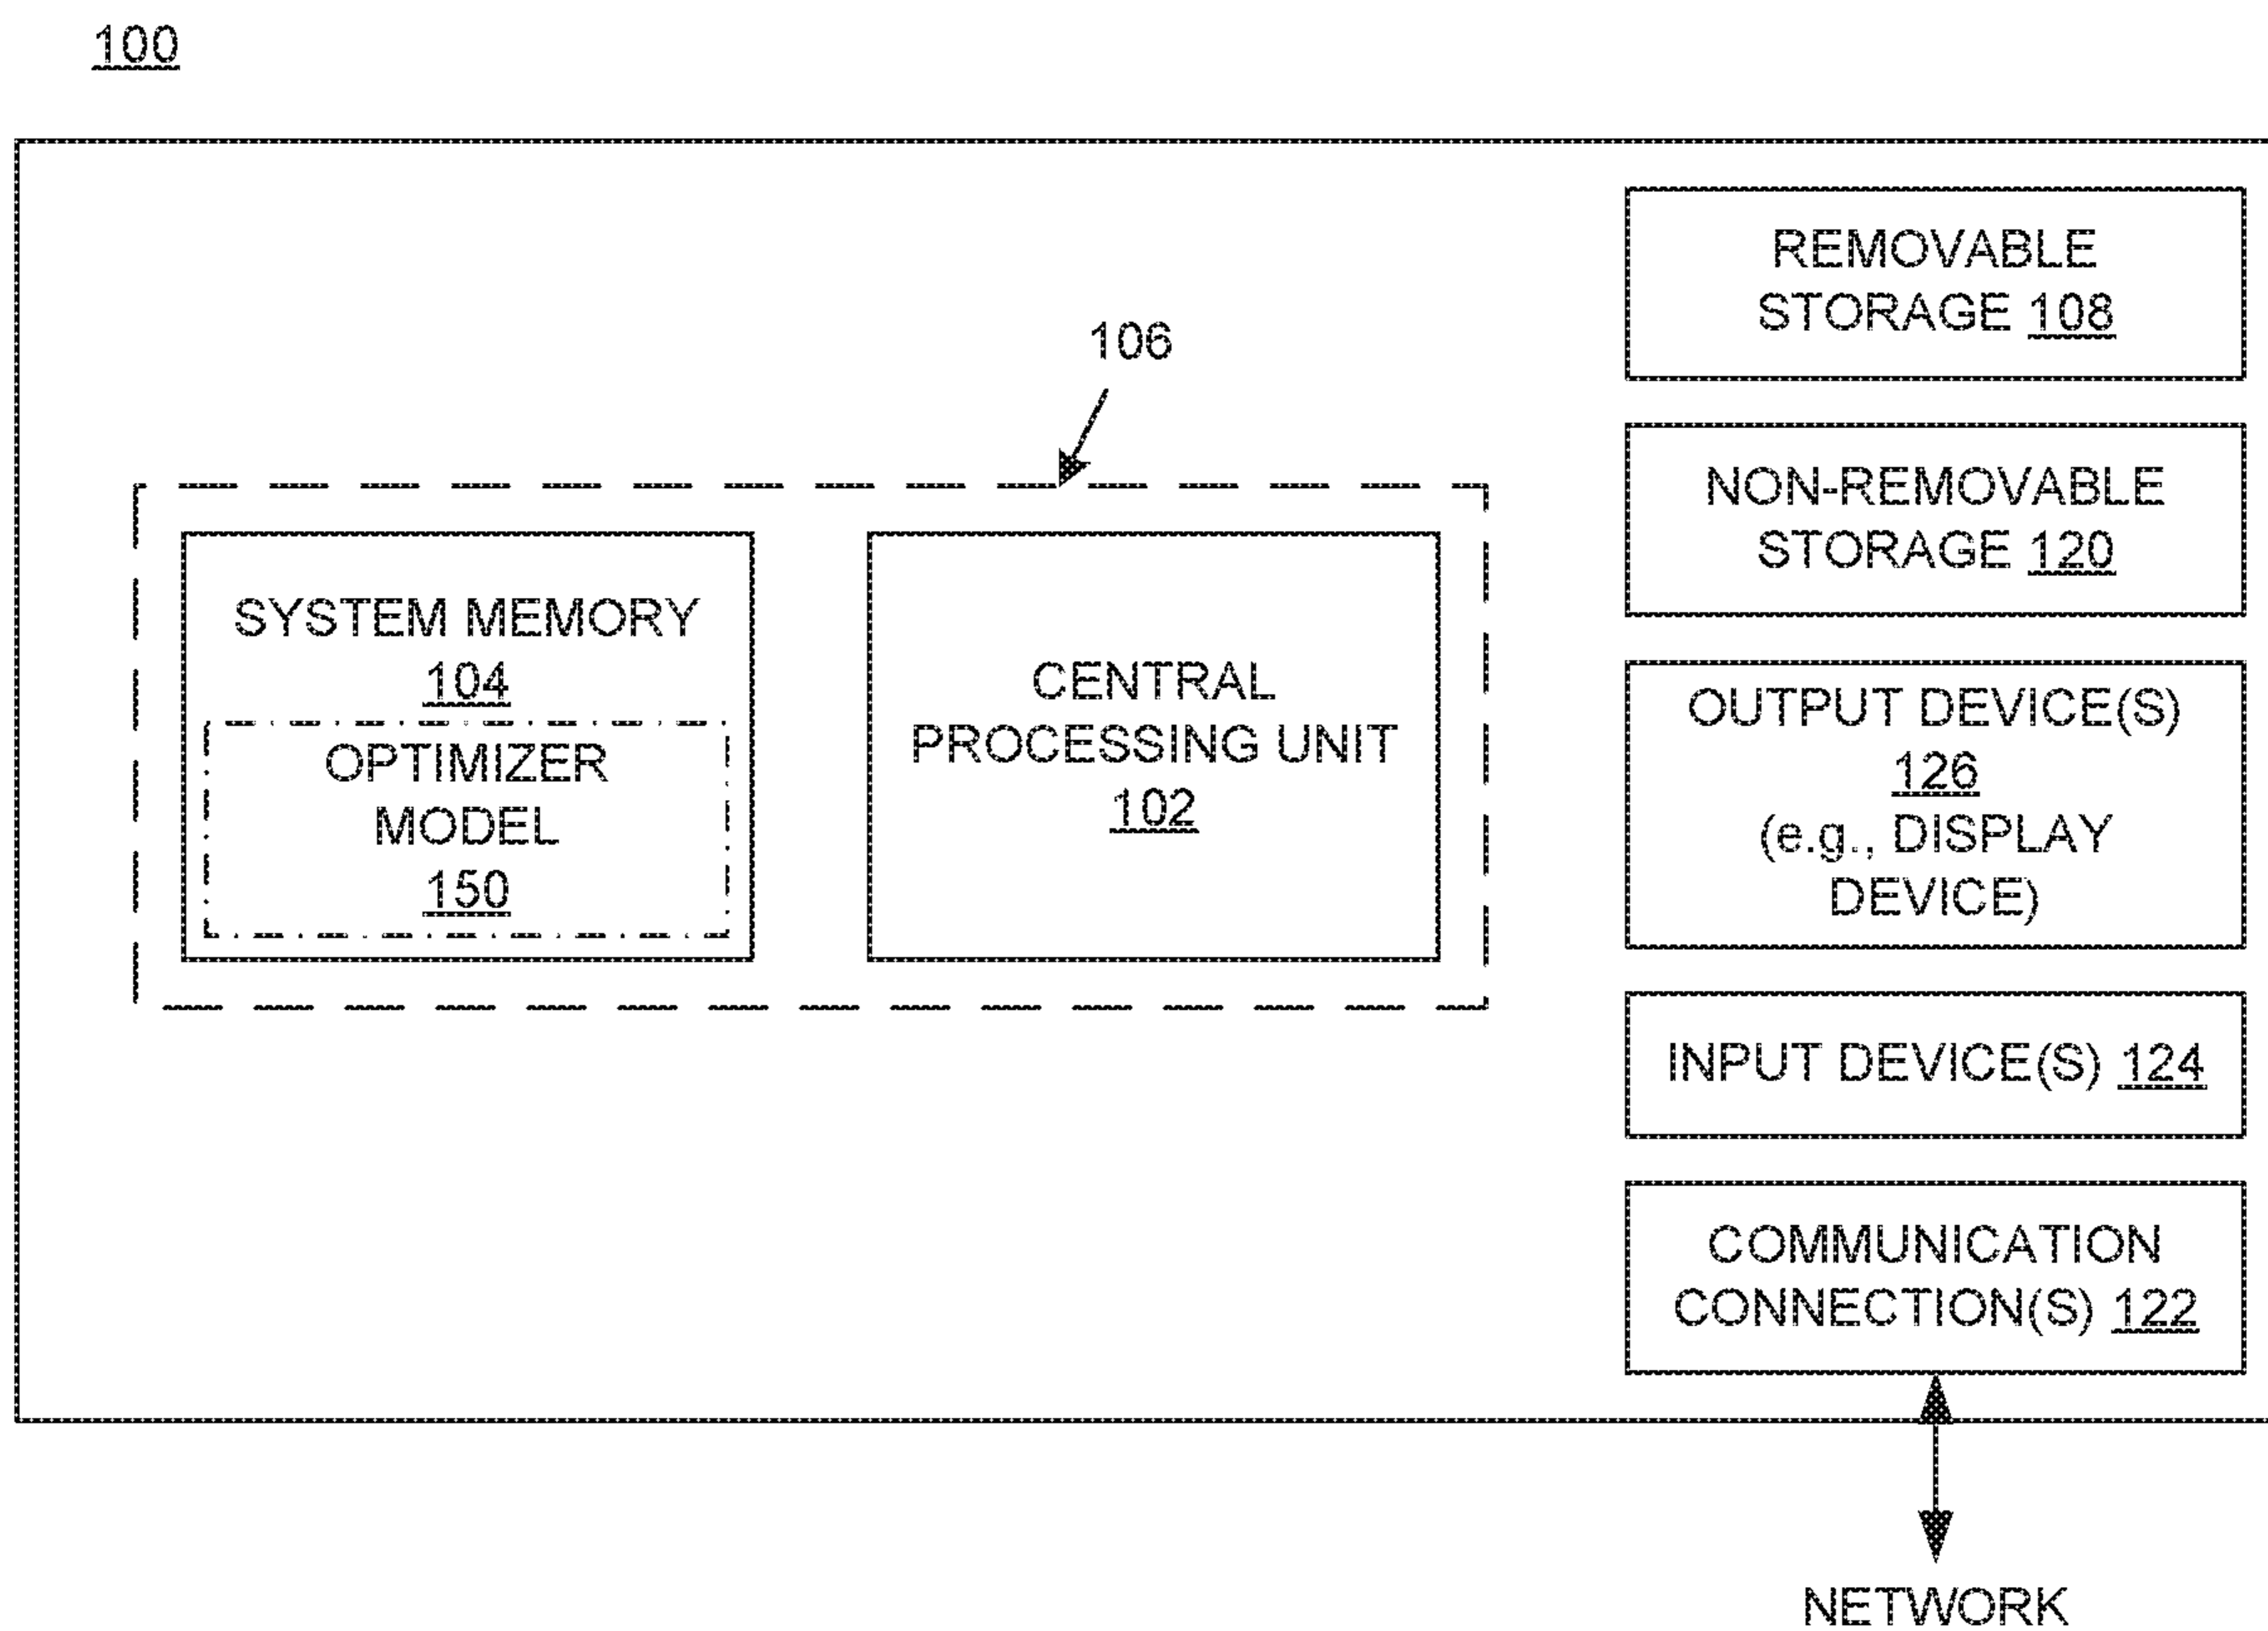 100
106
SYSTEM MEMORY
104
OPTIMIZER
MODEL
150
CENTRAL
PROCESSING UNIT
102
REMOVABLE
STORAGE 108
NON-REMOVABLE
STORAGE 120
OUTPUT DEVICE(S)
126
(e.g., DISPLAY
DEVICE)
INPUT DEVICE(S) 124
COMMUNICATION
CONNECTION(S) 122
NETWORK